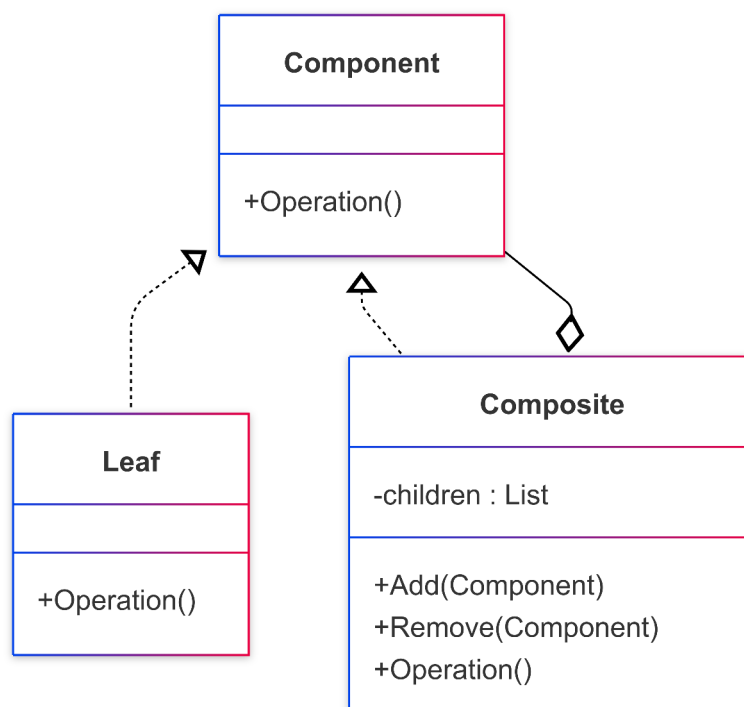 Component
+Operation()
Leaf
+Operation()
Composite
-children : List
+Add(Component)
+Remove(Component)
+Operation()